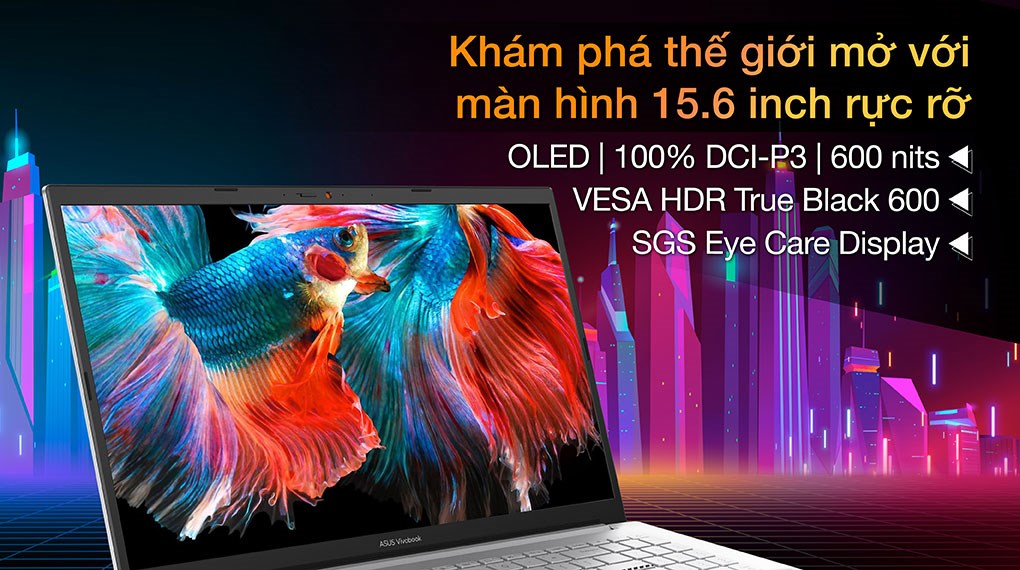 Khám phá thế giới mở với
màn hình 15.6 inch rực rỡ
OLED | 100% DCI-P3 | 600 nits
VESA HDR True Black 600
SGS Eye Care Display
ASUS Vivobook